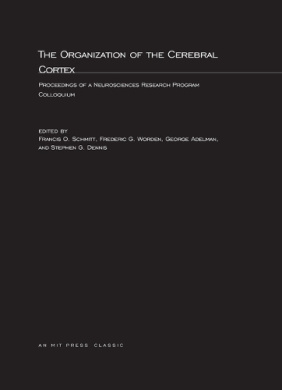 The Organization of the Cerebral
Cortex
Proceedings of a Neurosciences Research Program
Colloquium
edited by
Francis O. Schmitt, Frederic G. Worden, George Adelman,
and Stephen G. Dennis
AN MIT PRESS CLASSIC